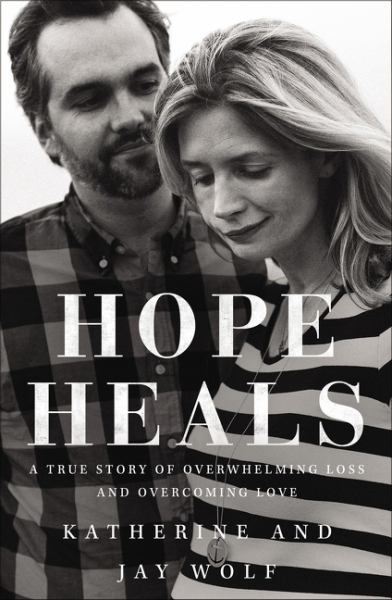 HOPE
HEALS
A TRUE STORY OF OVERWHELMING LOSS
AND OVERCOMING LOVE
KATHERINE AND
JAY WOLF